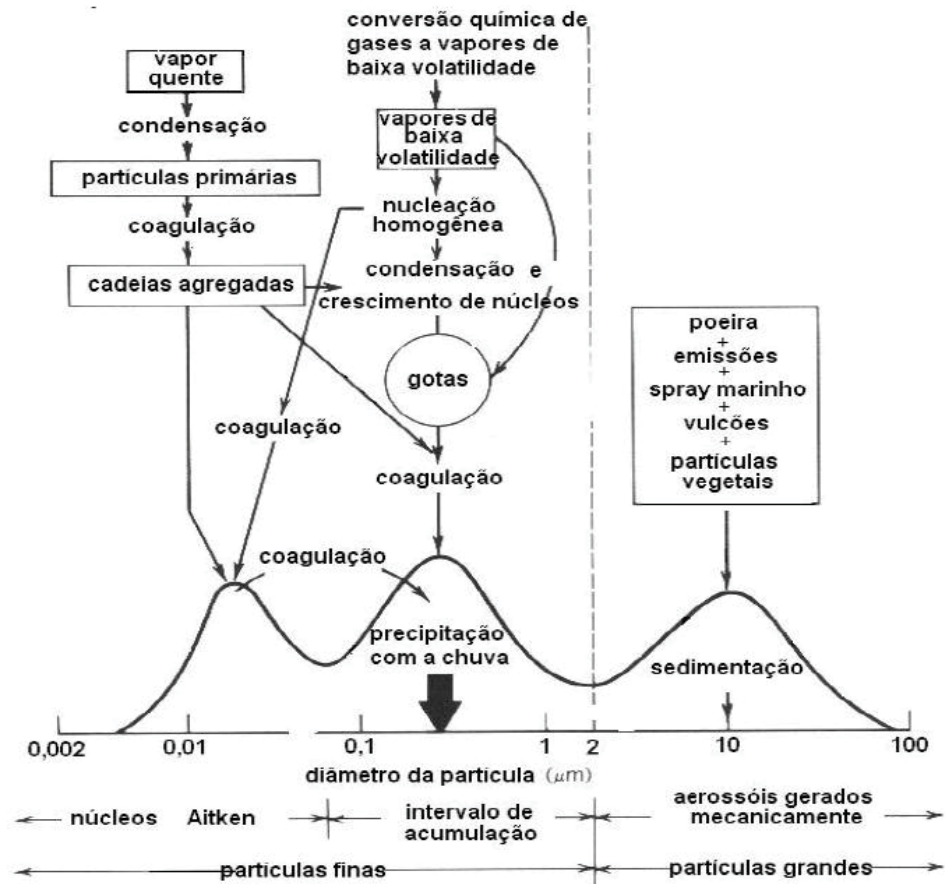 conversão química de
gases a vapores de
baixa volatilidade
vapor
quente
condensação
partículas primárias
coagulação
cadeias agregadas
vapores de
baixa
volatilidade
nucleação
homogênea
condensação e
crescimento de núcleos
gotas
coagulação
coagulação
coagulação
poeira
+
emissões
+
spray marinho
+
vulcões
+
partículas
vegetais
precipitação
com a chuva
sedimentação
0,002 0,01 0,1 1 2 10 100
diâmetro da partícula (μm)
núcleos Aitken
intervalo de
acumulação
aerossóis gerados
mecanicamente
partículas finas
partículas grandes